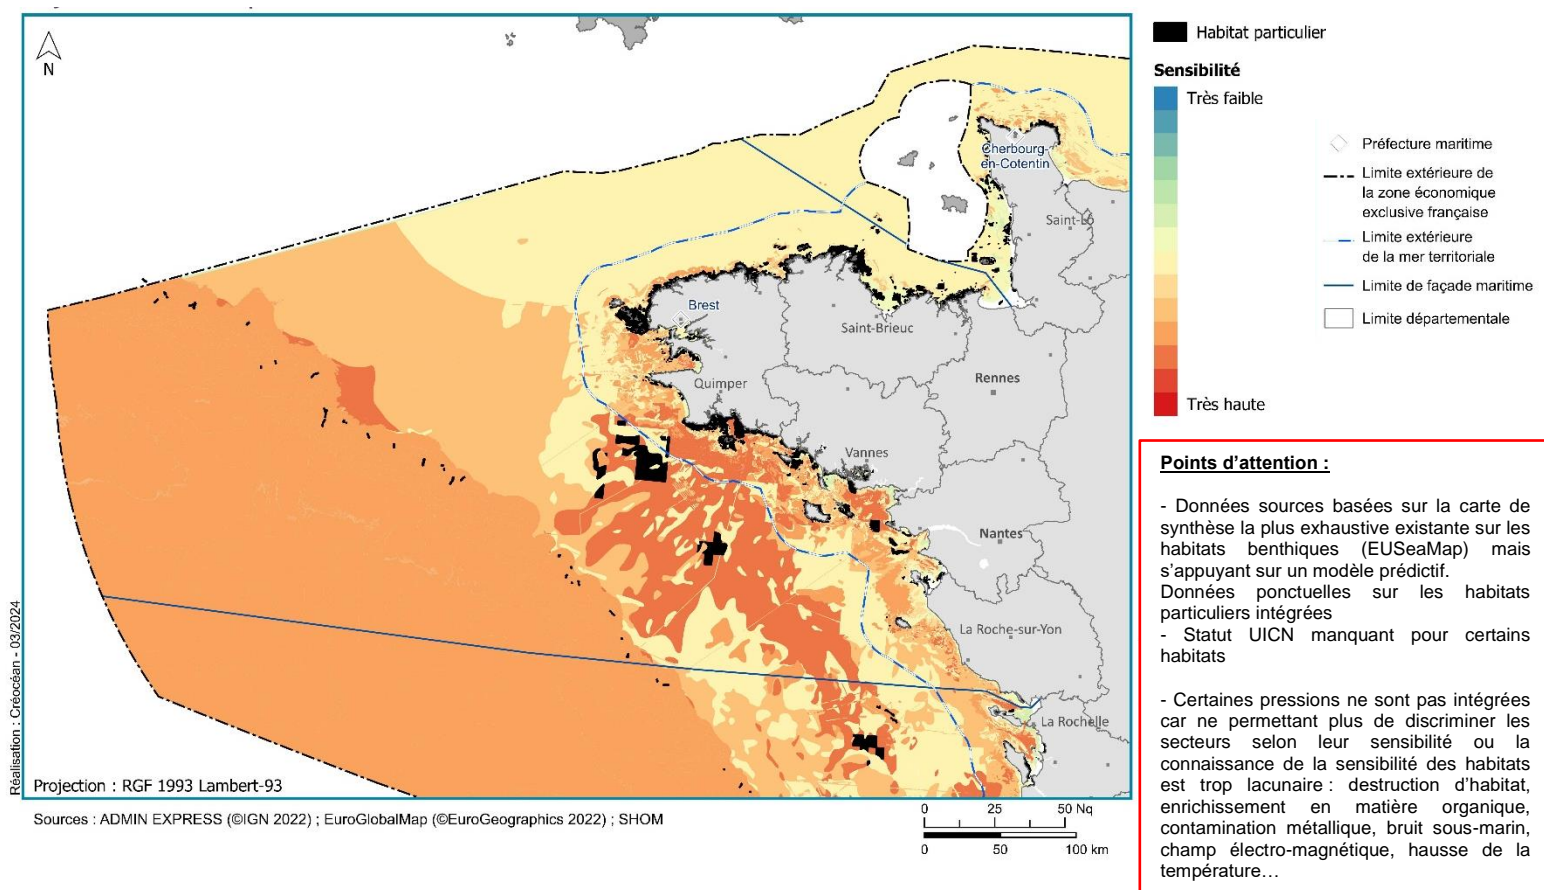 N
Cherbourg-
en-Cotentin
Saint-Lô
Brest
Saint-Brieuc
Quimper
Rennes
Vannes
Nantes
La Roche-sur-Yon
La Rochelle
Projection : RGF 1993 Lambert-93
Réalisation : Créocéan - 03/2024
Sources : ADMIN EXPRESS (©IGN 2022) ; EuroGlobalMap (©EuroGeographics 2022) ; SHOM
0 25 50 Nq
0 50 100 km
Habitat particulier
Sensibilité
Très faible
Très haute
Préfecture maritime
Limite extérieure de
la zone économique
exclusive française
Limite extérieure
de la mer territoriale
Limite de façade maritime
Limite départementale
Points d'attention :
- Données sources basées sur la carte de
synthèse la plus exhaustive existante sur les
habitats benthiques (EUSeaMap) mais
s'appuyant sur un modèle prédictif.
Données ponctuelles sur les habitats
particuliers intégrées
- Statut UICN manquant pour certains
habitats
- Certaines pressions ne sont pas intégrées
car ne permettant plus de discriminer les
secteurs selon leur sensibilité ou la
connaissance de la sensibilité des habitats
est trop lacunaire : destruction d'habitat,
enrichissement en matière organique,
contamination métallique, bruit sous-marin,
champ électro-magnétique, hausse de la
température…